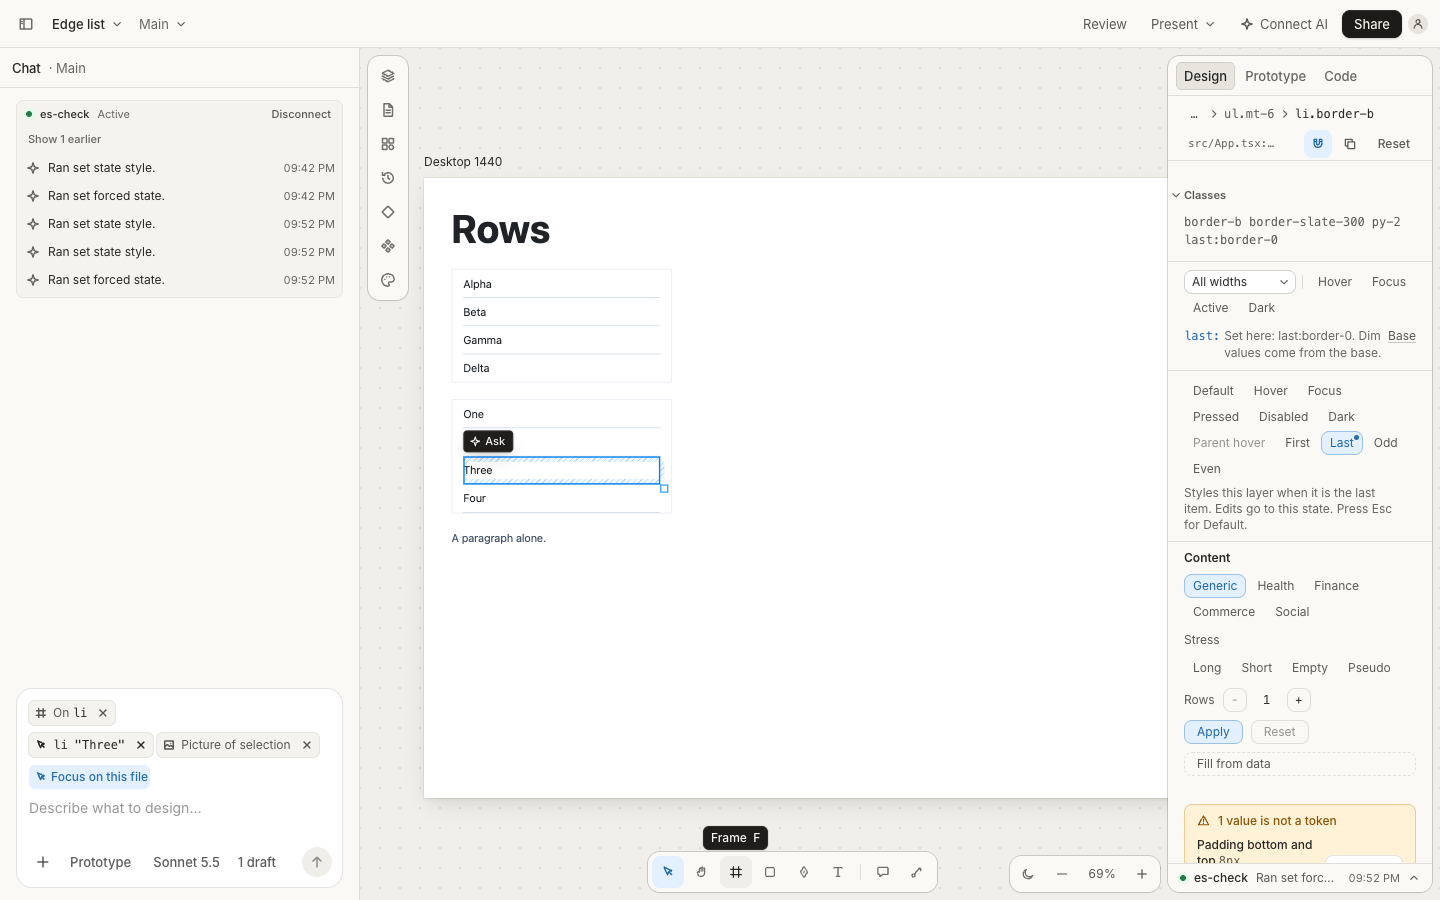 Edge list
Main
Review
Present
Connect AI
Share
Chat · Main
es-check Active Disconnect
Show 1 earlier
Ran set state style. 09:42 PM
Ran set forced state. 09:42 PM
Ran set state style. 09:52 PM
Ran set state style. 09:52 PM
Ran set forced state. 09:52 PM
On li
li "Three"
Picture of selection
Focus on this file
Describe what to design...
Prototype
Sonnet 5.5
1 draft
Desktop 1440
Rows
Alpha
Beta
Gamma
Delta
One
Ask
Three
Four
A paragraph alone.
Frame F
T
69%
Design
Prototype
Code
… ul.mt-6 li.border-b
src/App.tsx:…
Reset
Classes
border-b border-slate-300 py-2
last:border-0
All widths
Hover
Focus
Active
Dark
last: Set here: last:border-0. Dim Base
values come from the base.
Default Hover Focus
Pressed Disabled Dark
Parent hover First Last Odd
Even
Styles this layer when it is the last
item. Edits go to this state. Press Esc
for Default.
Content
Generic Health Finance
Commerce Social
Stress
Long Short Empty Pseudo
Rows - 1 +
Apply Reset
Fill from data
1 value is not a token
Padding bottom and
top 8px
es-check Ran set forc... 09:52 PM